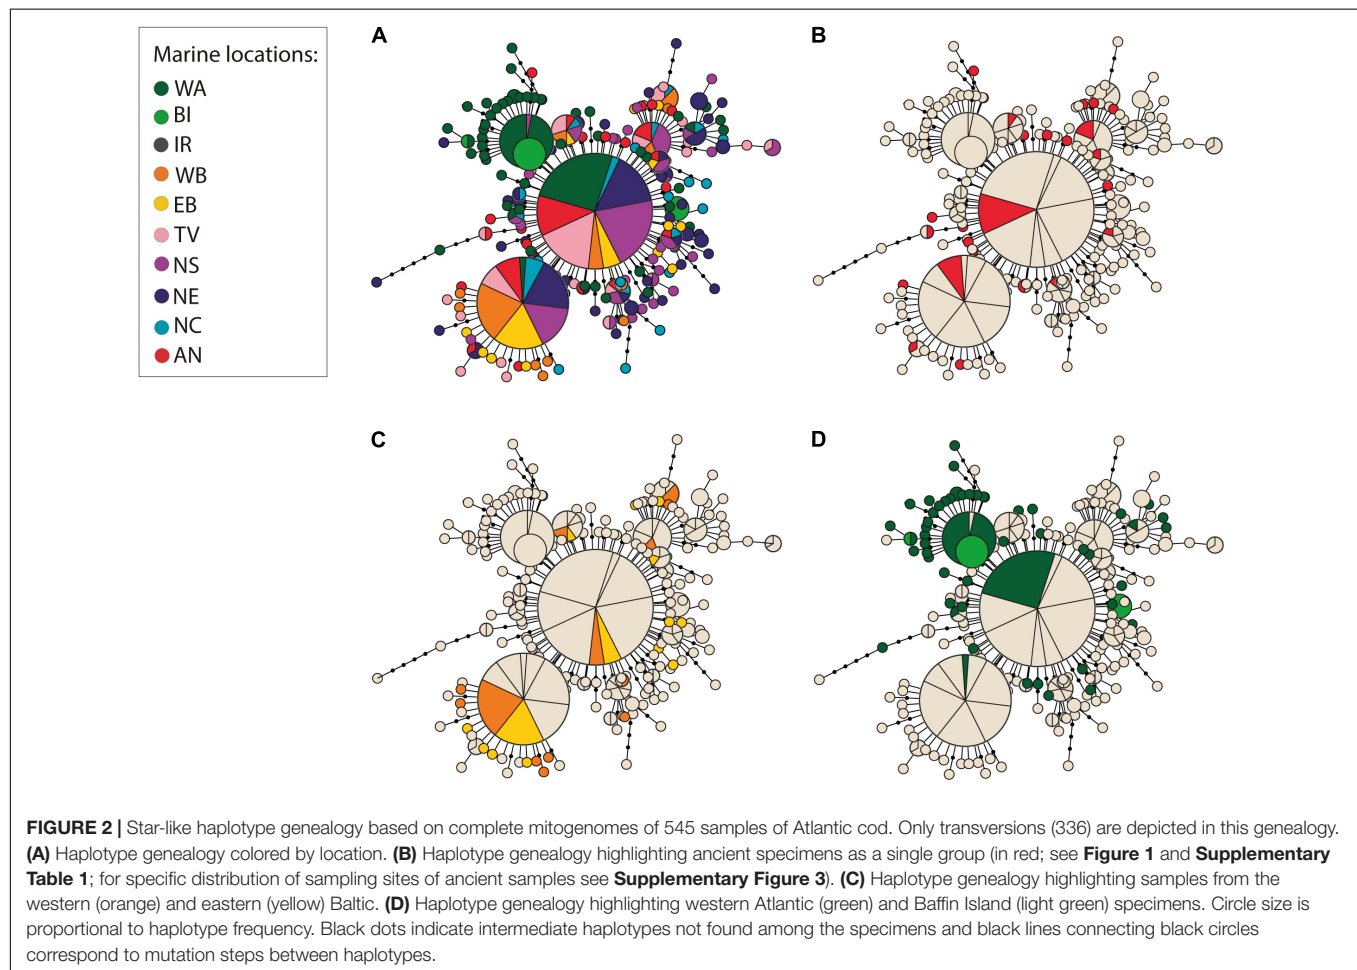 A
B
Marine locations:
WA
BI
IR
WB
EB
TV
NS
NE
NC
AN
C
D
FIGURE 2 | Star-like haplotype genealogy based on complete mitogenomes of 545 samples of Atlantic cod. Only transversions (336) are depicted in this genealogy.
(A) Haplotype genealogy colored by location. (B) Haplotype genealogy highlighting ancient specimens as a single group (in red; see Figure 1 and Supplementary
Table 1; for specific distribution of sampling sites of ancient samples see Supplementary Figure 3). (C) Haplotype genealogy highlighting samples from the
western (orange) and eastern (yellow) Baltic. (D) Haplotype genealogy highlighting western Atlantic (green) and Baffin Island (light green) specimens. Circle size is
proportional to haplotype frequency. Black dots indicate intermediate haplotypes not found among the specimens and black lines connecting black circles
correspond to mutation steps between haplotypes.